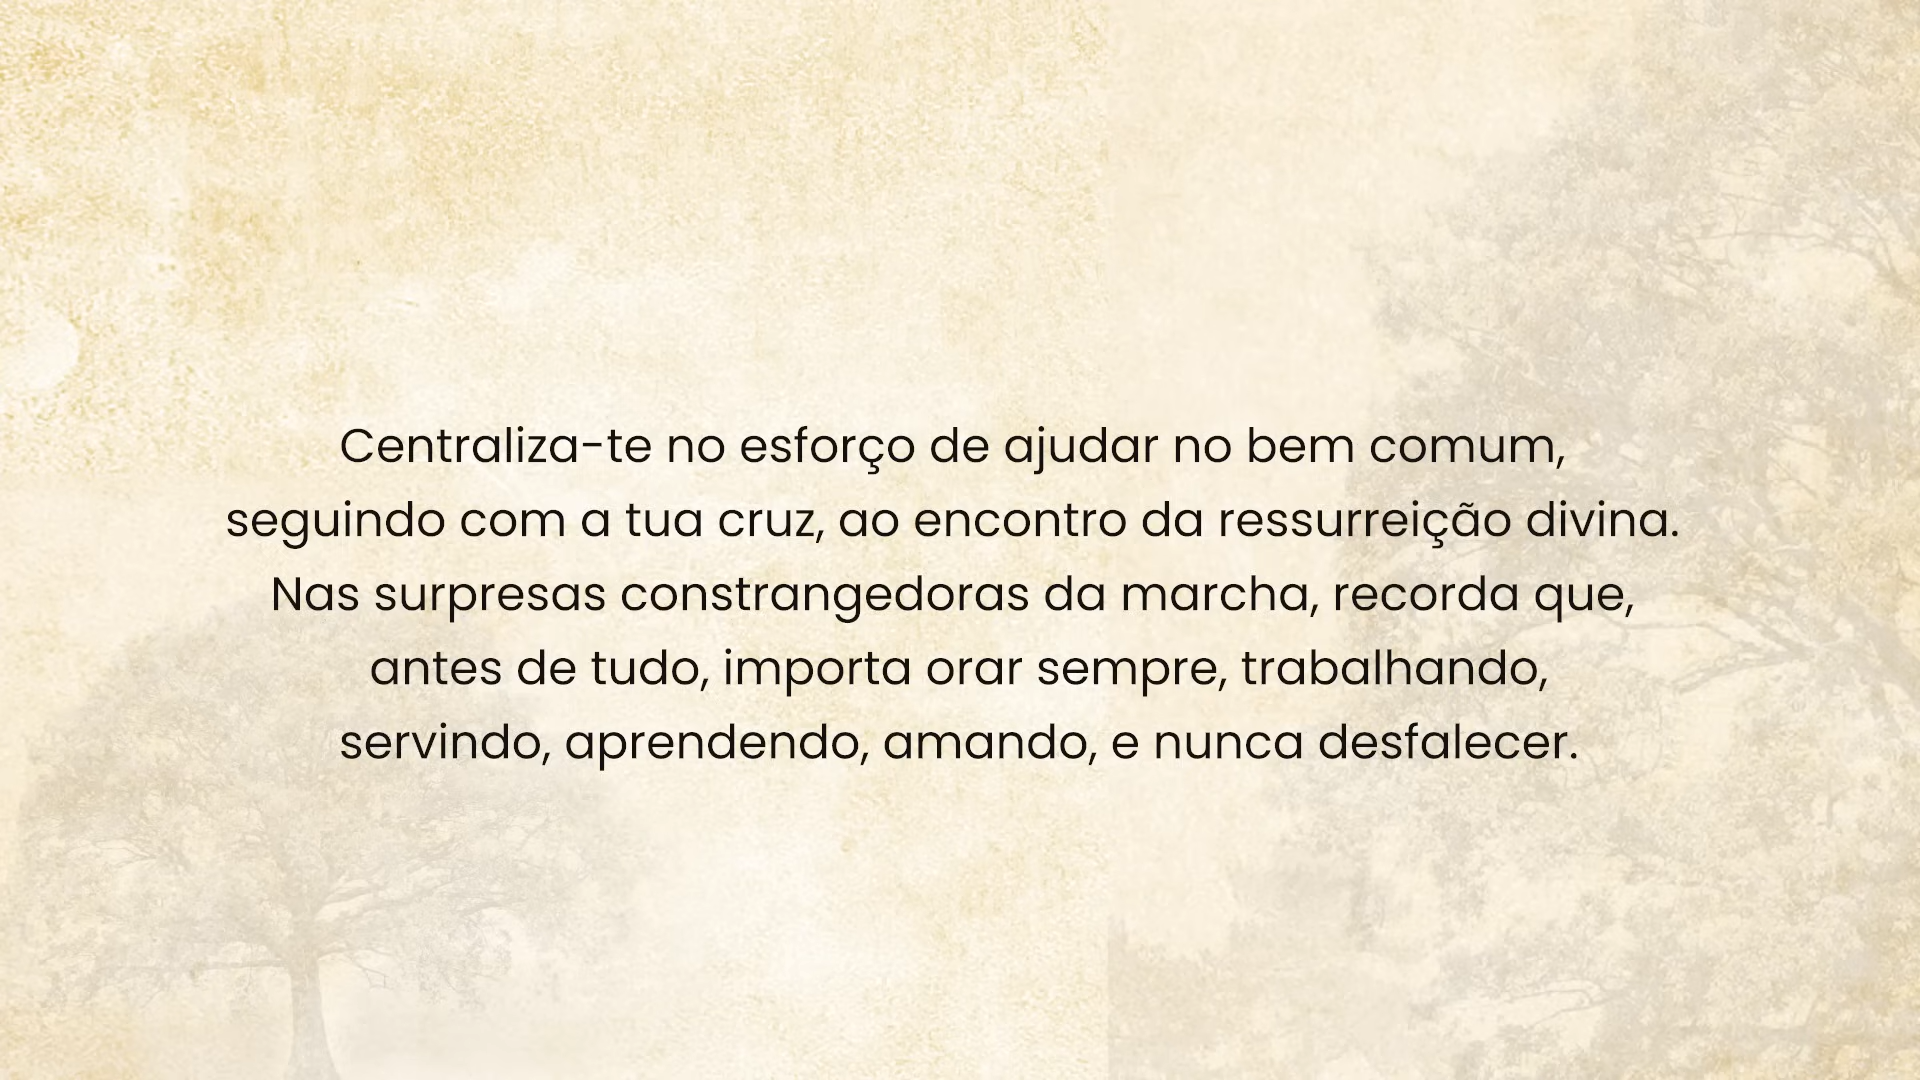 Centraliza-te no esforço de ajudar no bem comum,
seguindo com a tua cruz, ao encontro da ressurreição divina.
Nas surpresas constrangedoras da marcha, recorda que,
antes de tudo, importa orar sempre, trabalhando,
servindo, aprendendo, amando, e nunca desfalecer.